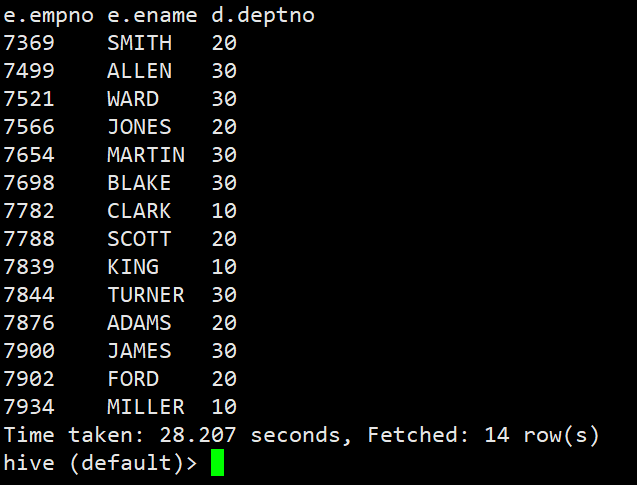 e.empno e.ename d.deptno
7369 SMITH 20
7499 ALLEN 30
7521 WARD 30
7566 JONES 20
7654 MARTIN 30
7698 BLAKE 30
7782 CLARK 10
7788 SCOTT 20
7839 KING 10
7844 TURNER 30
7876 ADAMS 20
7900 JAMES 30
7902 FORD 20
7934 MILLER 10
Time taken: 28.207 seconds, Fetched: 14 row(s)
hive (default)>